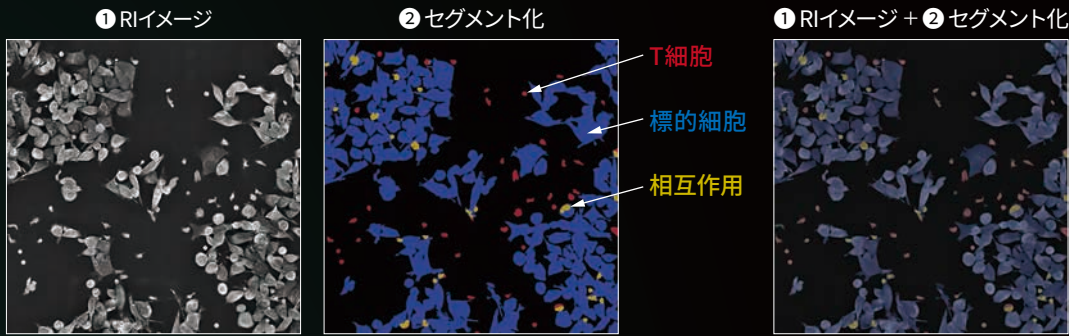 ❶ RIイメージ
❷ セグメント化
❶ RIイメージ + ❷ セグメント化
T細胞
標的細胞
相互作用